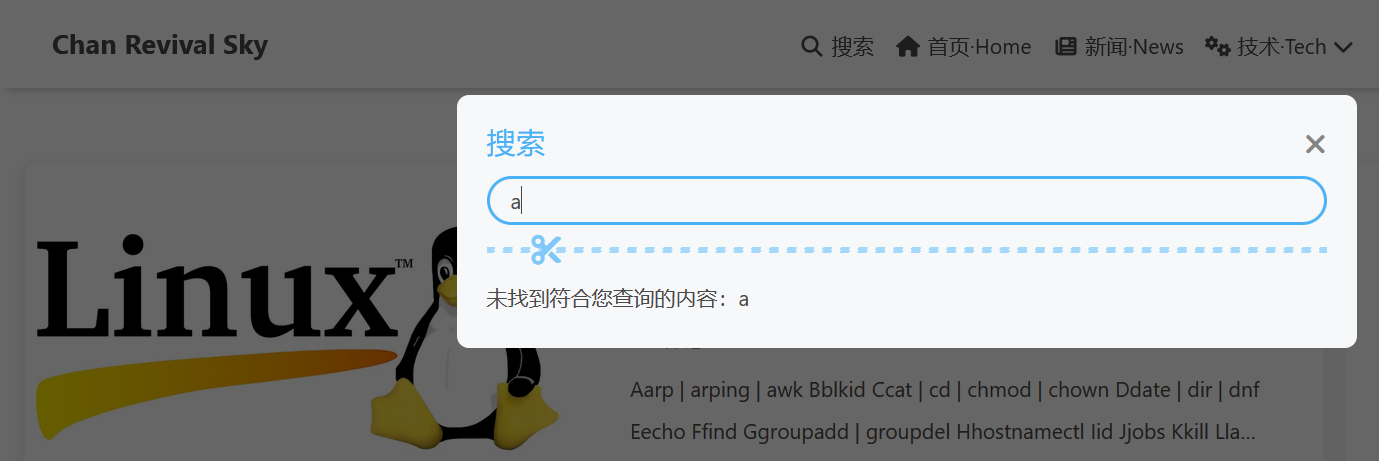 Chan Revival Sky
搜索 首页·Home 新闻·News 技术·Tech
搜索
a
未找到符合您查询的内容：a
Linux™
Aarp | arping | awk Bblkid Ccat | cd | chmod | chown Ddate | dir | dnf
Eecho Ffind Ggroupadd | groupdel Hhostnamectl Iid Jjobs Kkill Lla...